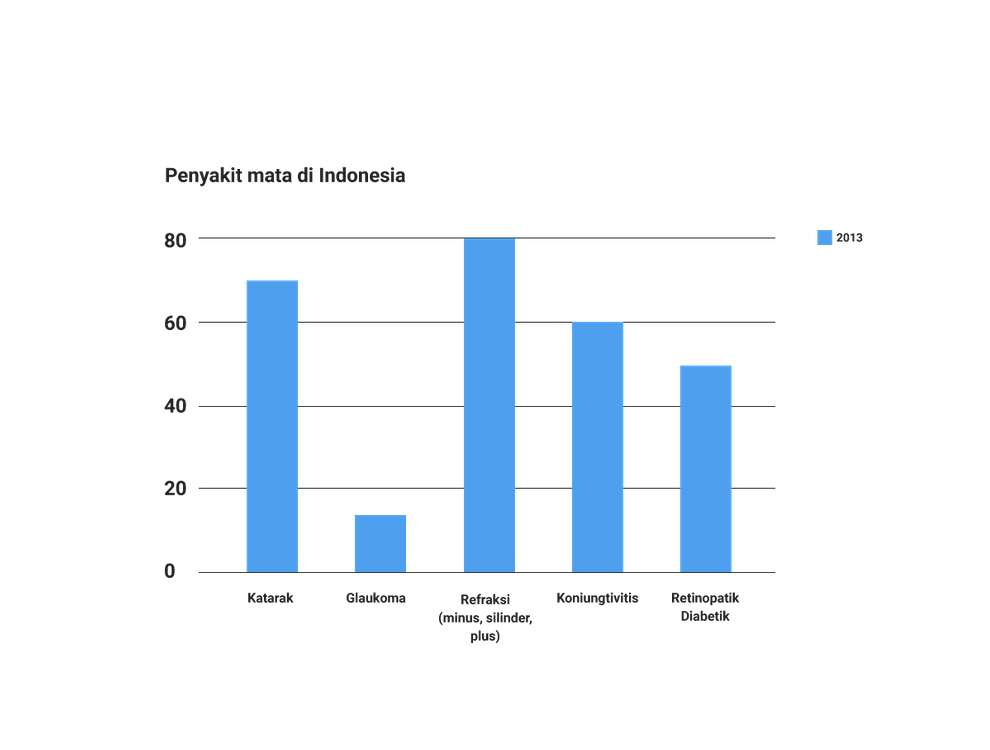 Penyakit mata di Indonesia
80
2013
60
40
20
0
Katarak
Glaukoma
Refraksi
(minus, silinder,
plus)
Koniungtivitis
Retinopatik
Diabetik